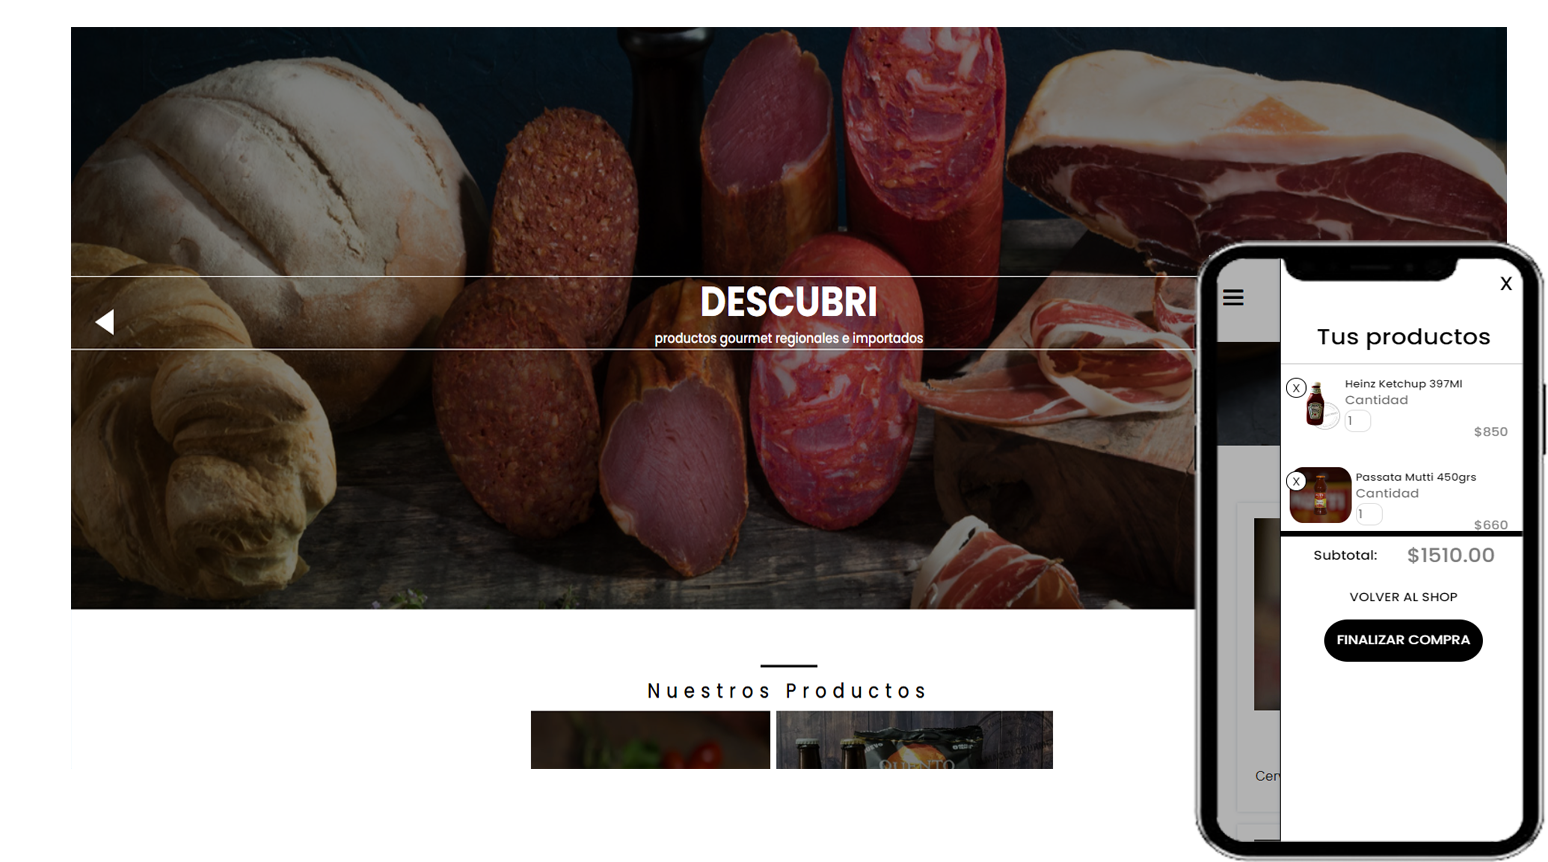 DESCUBRI
productos gourmet regionales e importados
Nuestros Productos
QUENTO
X
Tus productos
X
Heinz Ketchup 397Ml
Cantidad
1
$850
X
Passata Mutti 450grs
Cantidad
1
$660
Subtotal: $1510.00
VOLVER AL SHOP
FINALIZAR COMPRA
Cer